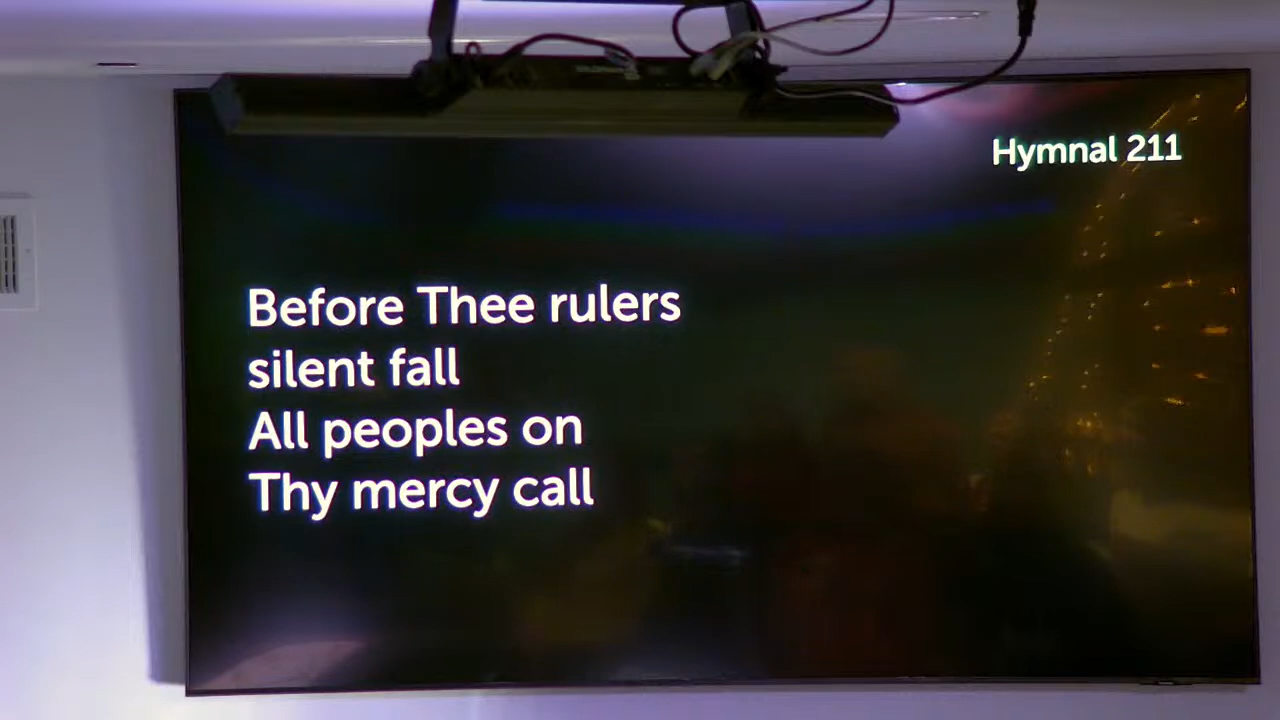 Hymnal 211
Before Thee rulers
silent fall
All peoples on
Thy mercy call